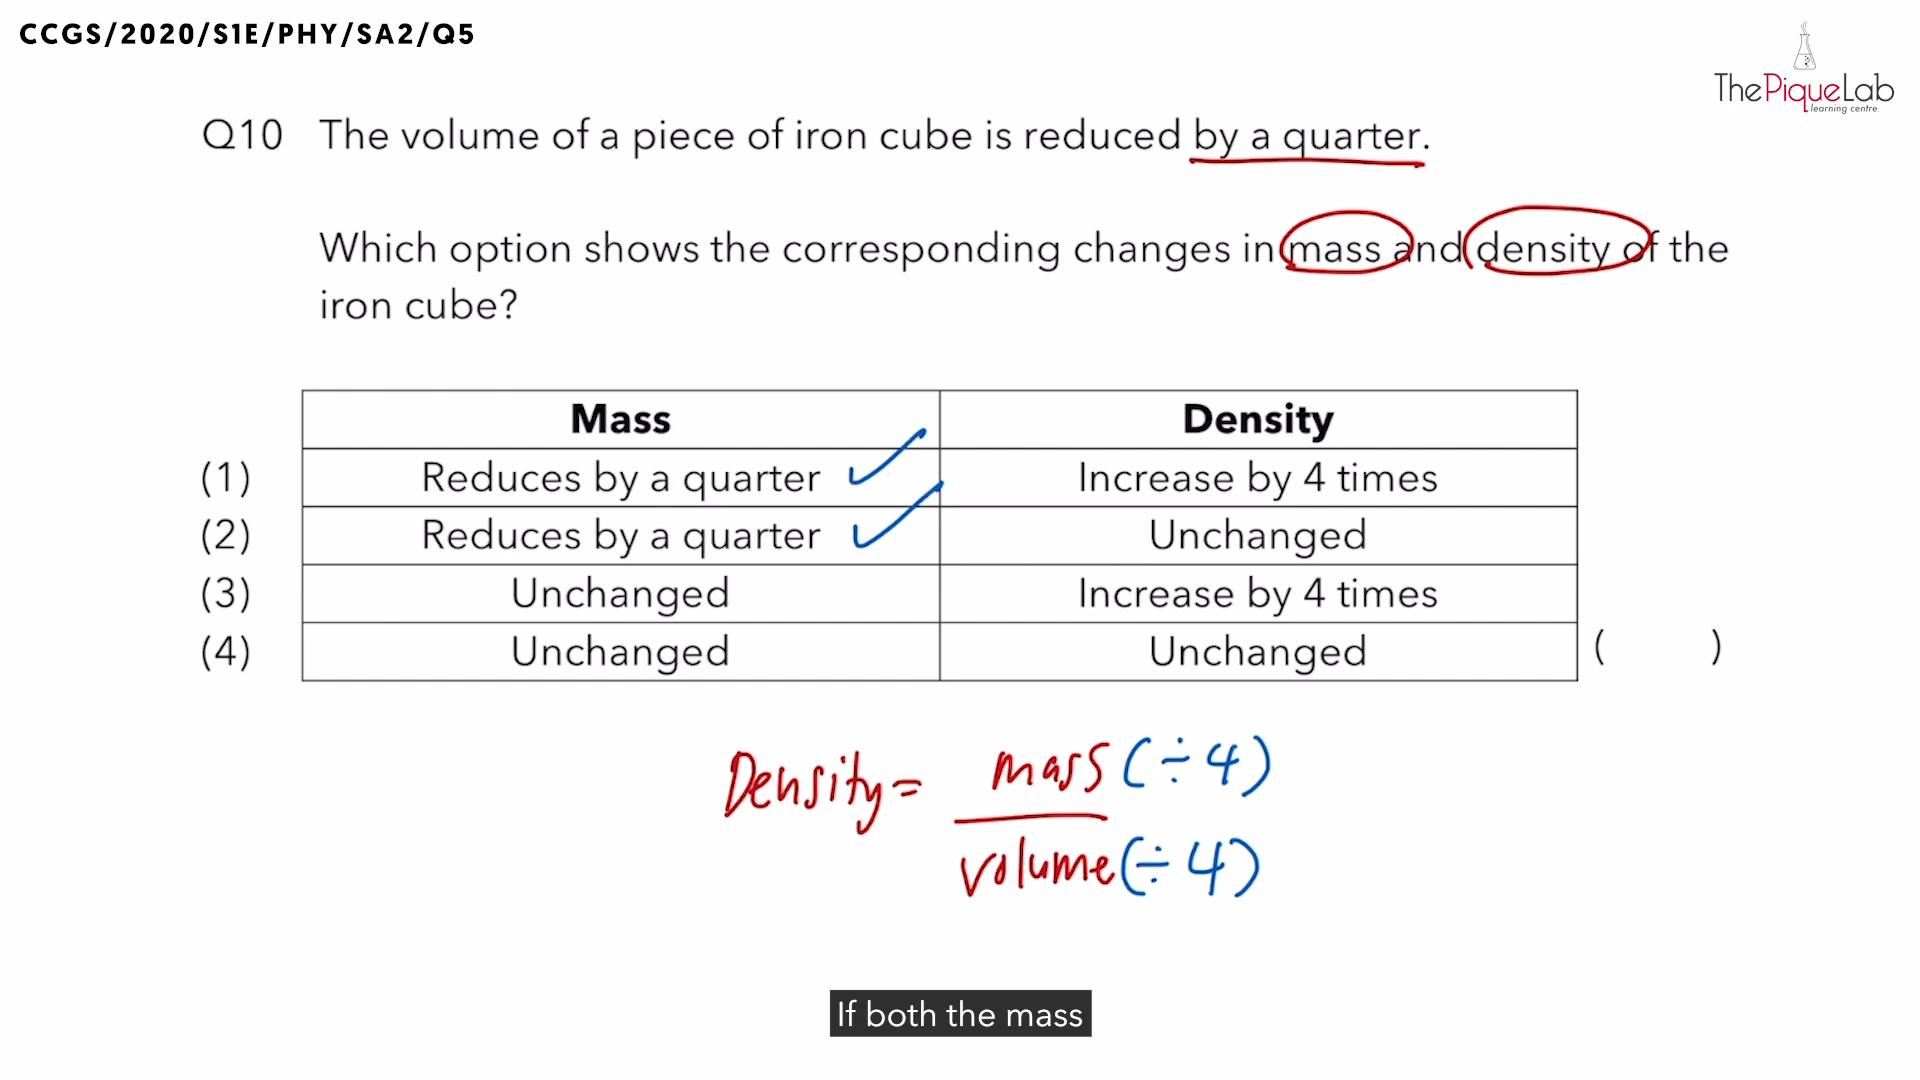 CCGS/2020/S1E/PHY/SA2/Q5
ThePiqueLab
learning centre
Q10 The volume of a piece of iron cube is reduced by a quarter.
Which option shows the corresponding changes in mass and density of the
iron cube?
Mass Density
(1) Reduces by a quarter Increase by 4 times
(2) Reduces by a quarter Unchanged
(3) Unchanged Increase by 4 times
(4) Unchanged Unchanged ( )
Density = mass (÷4)
volume (÷4)
If both the mass